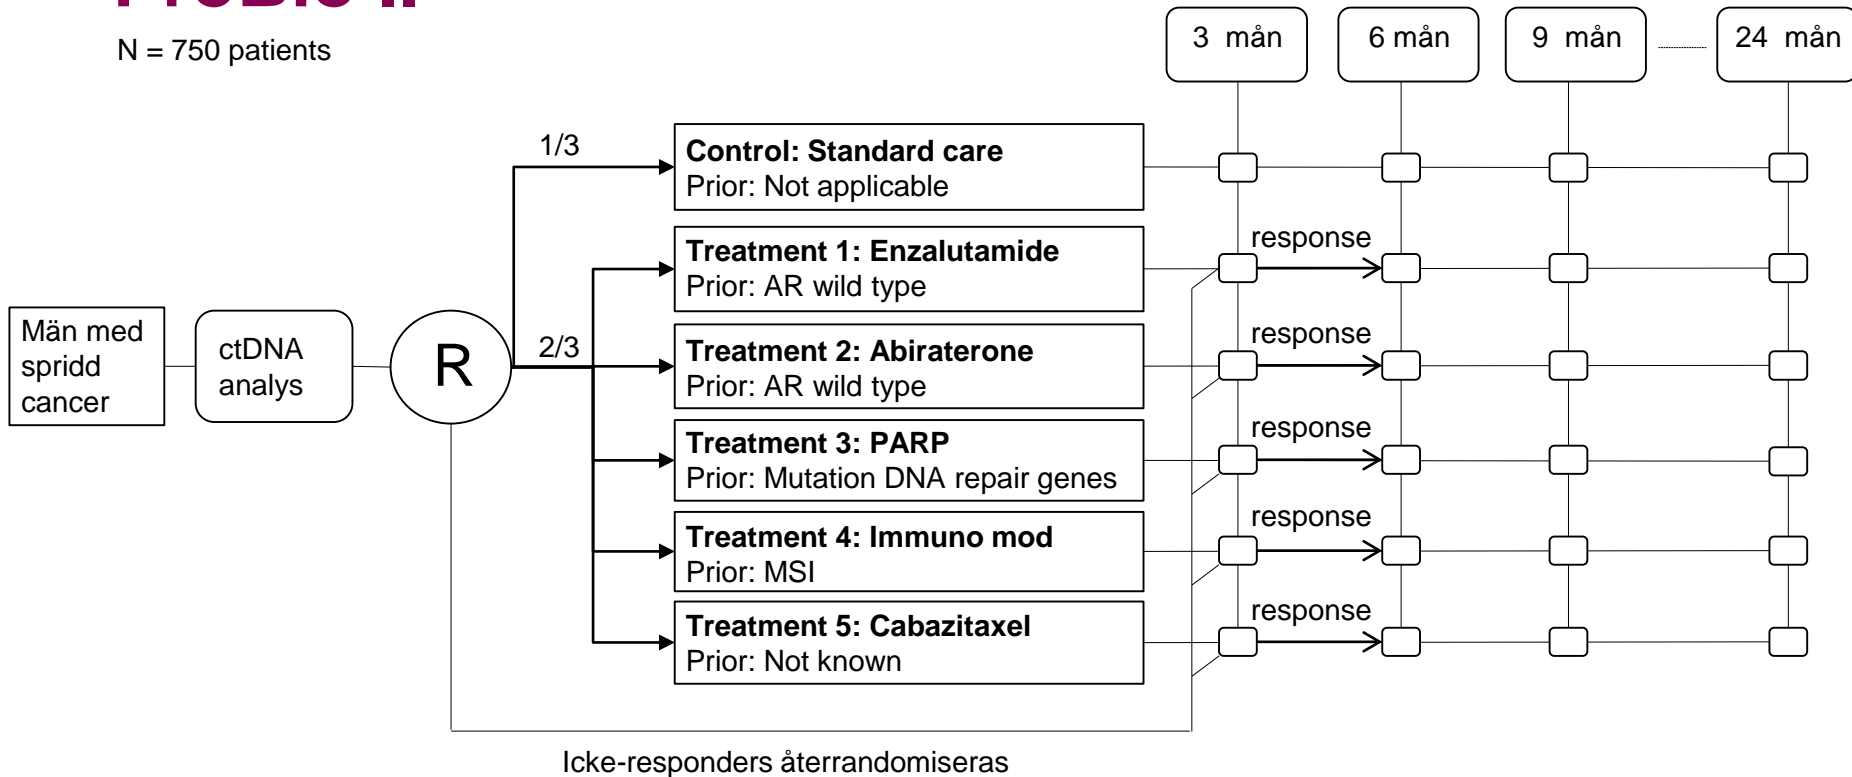 N = 750 patients
3 mån
6 mån
9 mån
24 mån
1/3
Control: Standard care
Prior: Not applicable
Treatment 1: Enzalutamide
Prior: AR wild type
response
Män med
spridd
cancer
ctDNA
analys
R
2/3
Treatment 2: Abiraterone
Prior: AR wild type
response
Treatment 3: PARP
Prior: Mutation DNA repair genes
response
Treatment 4: Immuno mod
Prior: MSI
response
Treatment 5: Cabazitaxel
Prior: Not known
response
Icke-responders återrandomiseras